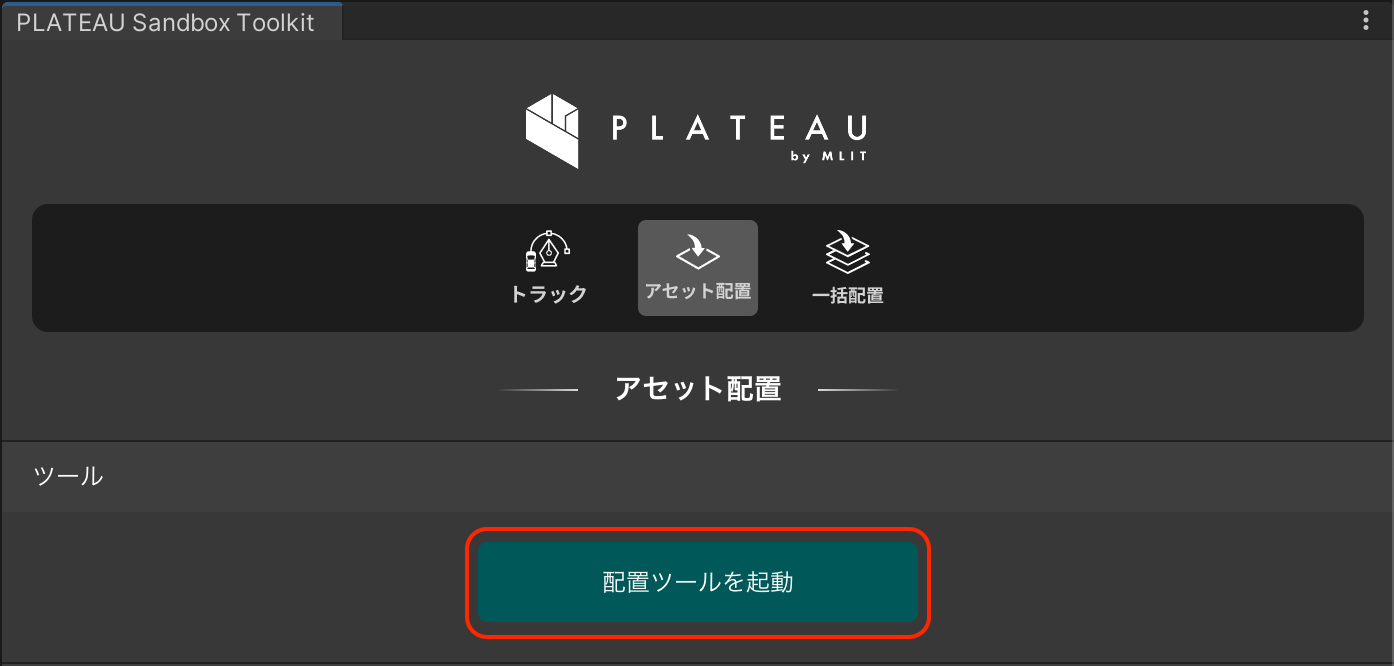 PLATEAU Sandbox Toolkit
PLATEAU
by MLIT
トラック
アセット配置
一括配置
アセット配置
ツール
配置ツールを起動